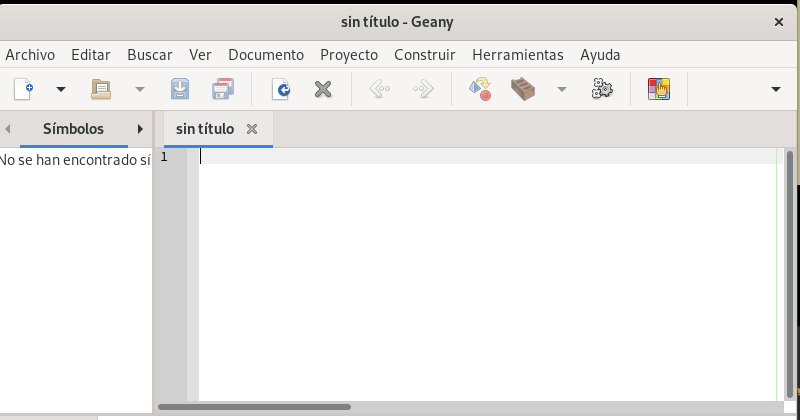 sin título - Geany
Archivo Editar Buscar Ver Documento Proyecto Construir Herramientas Ayuda
Símbolos sin título
No se han encontrado sí
1